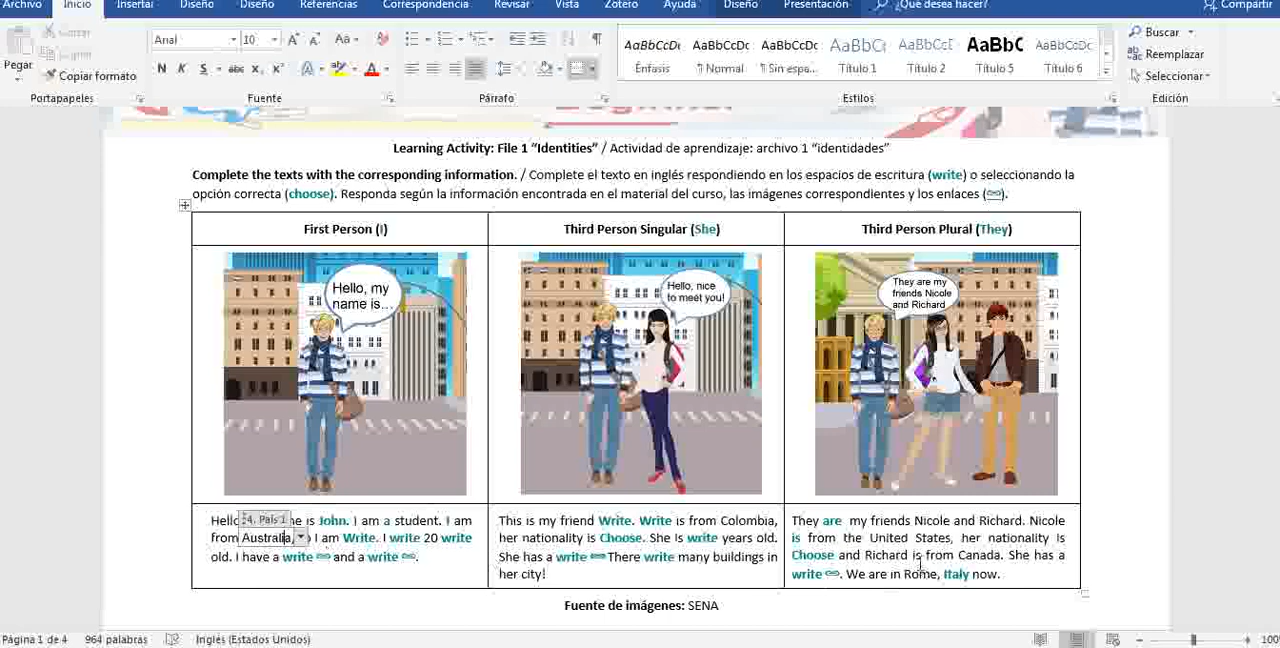 Archivo Inicio Insertar Diseño Diseño Referencias Correspondencia Revisar Vista Zotero Ayuda Diseño Presentación ¿Qué desea hacer? Compartir
Pegar
Cortar
Copiar
Copiar formato
Portapapeles
Arial 10
N K S abc x₂ x²
Fuente
Párrafo
AaBbCcDc AaBbCcDc AaBbCcDc AaBbCc AaBbCcD AaBbC AaBbCcDc
Énfasis ¶ Normal ¶ Sin espa... Título 1 Título 2 Título 5 Título 6
Estilos
Buscar
Reemplazar
Seleccionar
Edición
Learning Activity: File 1 “Identities” / Actividad de aprendizaje: archivo 1 “identidades”
Complete the texts with the corresponding information. / Complete el texto en inglés respondiendo en los espacios de escritura (write) o seleccionando la
opción correcta (choose). Responda según la información encontrada en el material del curso, las imágenes correspondientes y los enlaces ( ).
First Person (I) Third Person Singular (She) Third Person Plural (They)
Hello, my
name is...
Hello, nice
to meet you!
They are my
friends Nicole
and Richard
24. País 1
Hello is John. I am a student. I am
from Australia, I am Write. I write 20 write
old. I have a write and a write .
This is my friend Write. Write is from Colombia,
her nationality is Choose. She is write years old.
She has a write There write many buildings in
her city!
They are my friends Nicole and Richard. Nicole
is from the United States, her nationality is
Choose and Richard is from Canada. She has a
write . We are in Rome, Italy now.
Fuente de imágenes: SENA
Página 1 de 4 964 palabras Inglés (Estados Unidos) 100